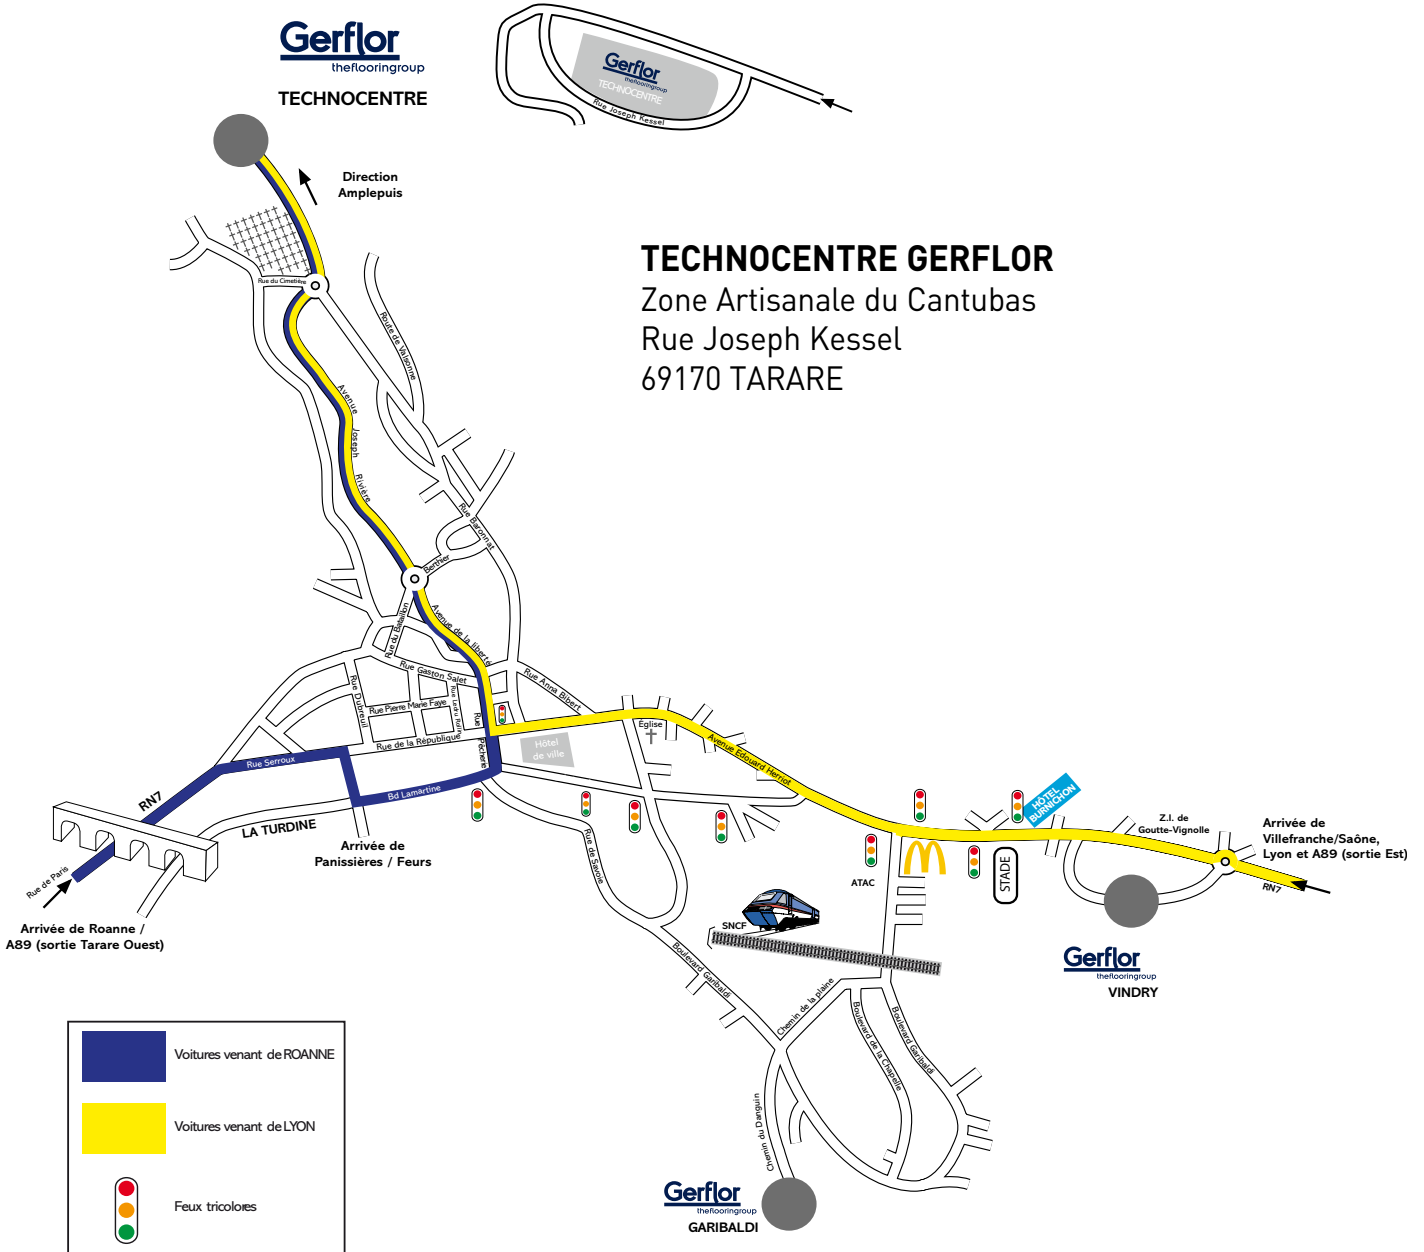 Gerflor
theflooringgroup
TECHNOCENTRE
Gerflor
theflooringgroup
TECHNOCENTRE
Rue Joseph Kessel
Direction
Amplepuis
TECHNOCENTRE GERFLOR
Zone Artisanale du Cantubas
Rue Joseph Kessel
69170 TARARE
Rue du Cimetière
Route de Valsonne
Avenue Joseph Rivière
Rue Baronnat
Berthier
Rue du Bataillon
Avenue de la liberté
Rue Gaston Salet
Rue Anna Bibert
Rue Dubreuil
Rue Pierre Marie Faye
Rue Ledru Rollin
Rue Pêcherie
Rue de la République
Hôtel
de ville
Église
Avenue Edouard Herriot
Rue Serroux
Bd Lamartine
RN7
LA TURDINE
Arrivée de
Panissières / Feurs
Rue de Paris
Arrivée de Roanne /
A89 (sortie Tarare Ouest)
Rue de Savoie
HÔTEL
BURNICHON
Z.I. de
Goutte-Vignolle
Arrivée de
Villefranche/Saône,
Lyon et A89 (sortie Est)
RN7
ATAC
STADE
SNCF
Gerflor
theflooringgroup
VINDRY
Boulevard Garibaldi
Chemin de la plaine
Boulevard de la Chapelle
Boulevard Garibaldi
Chemin du Danguin
Gerflor
theflooringgroup
GARIBALDI
Voitures venant de ROANNE
Voitures venant de LYON
Feux tricolores